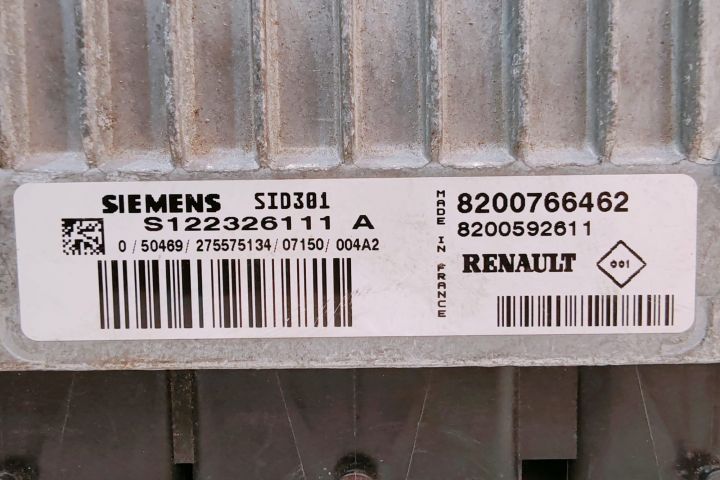 SIEMENS SID301
S122326111 A
0/50469/275575134/07150/004A2
MADE IN FRANCE
8200766462
8200592611
RENAULT 001